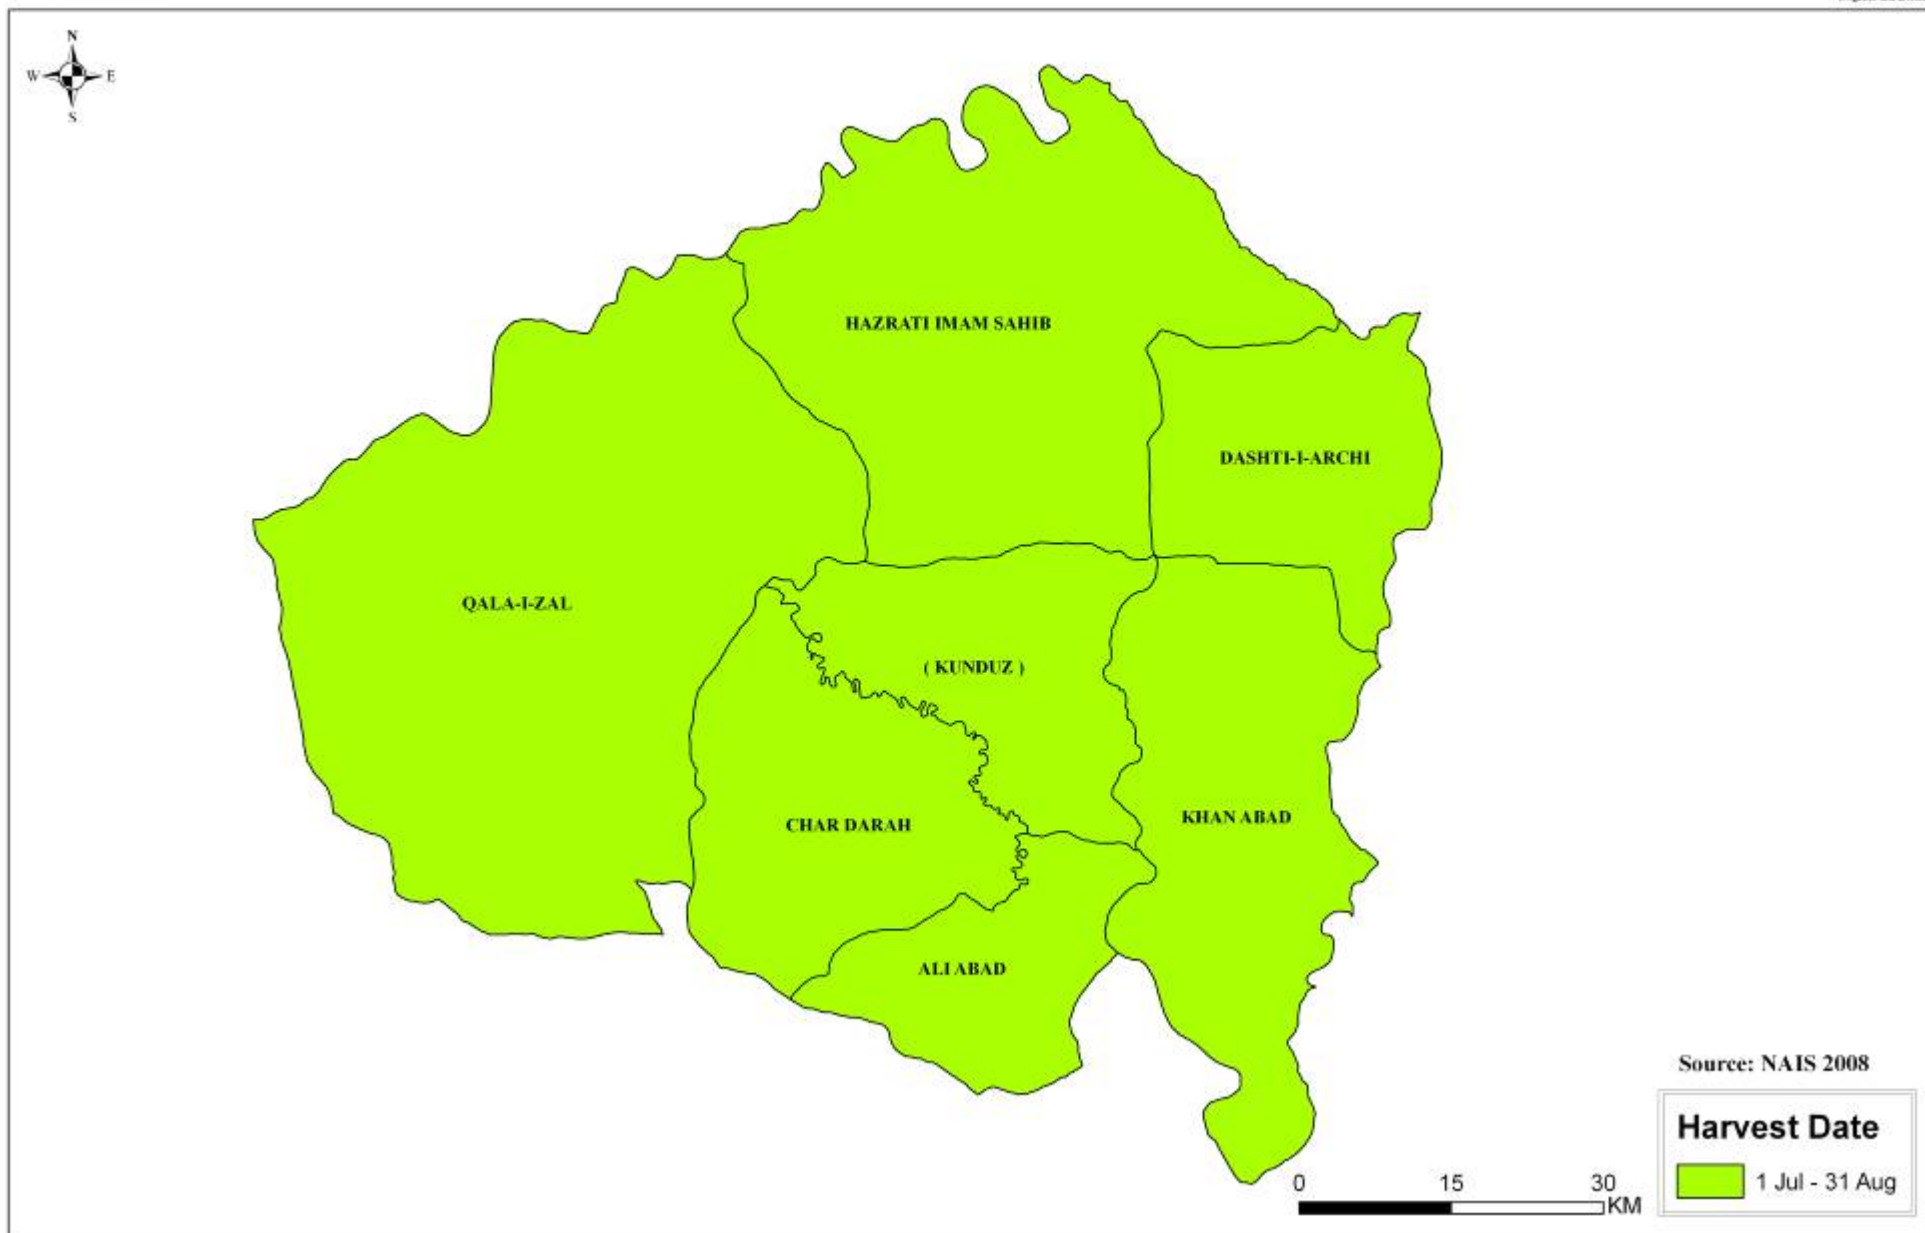 N
W E
S
HAZRATI IMAM SAHIB
DASHTI-I-ARCHI
QALA-I-ZAL
( KUNDUZ )
CHAR DARAH
KHAN ABAD
ALI ABAD
Source: NAIS 2008
Harvest Date
1 Jul - 31 Aug
0 15 30
KM